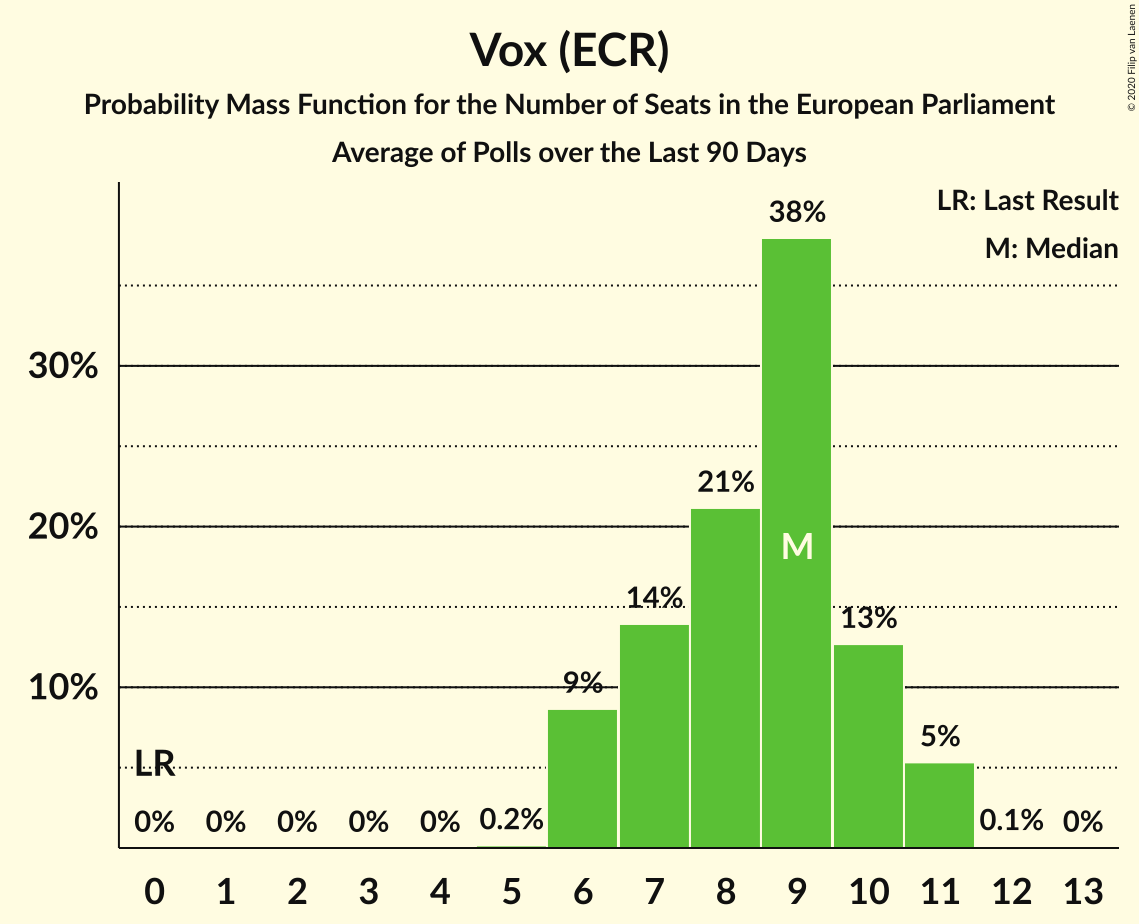 Vox (ECR)
Probability Mass Function for the Number of Seats in the European Parliament
Average of Polls over the Last 90 Days
© 2020 Filip van Laenen
LR: Last Result
M: Median
38%
30%
21%
20%
M
14%
13%
10%
9%
5%
LR
0% 0% 0% 0% 0% 0.2% 0.1% 0%
0 1 2 3 4 5 6 7 8 9 10 11 12 13